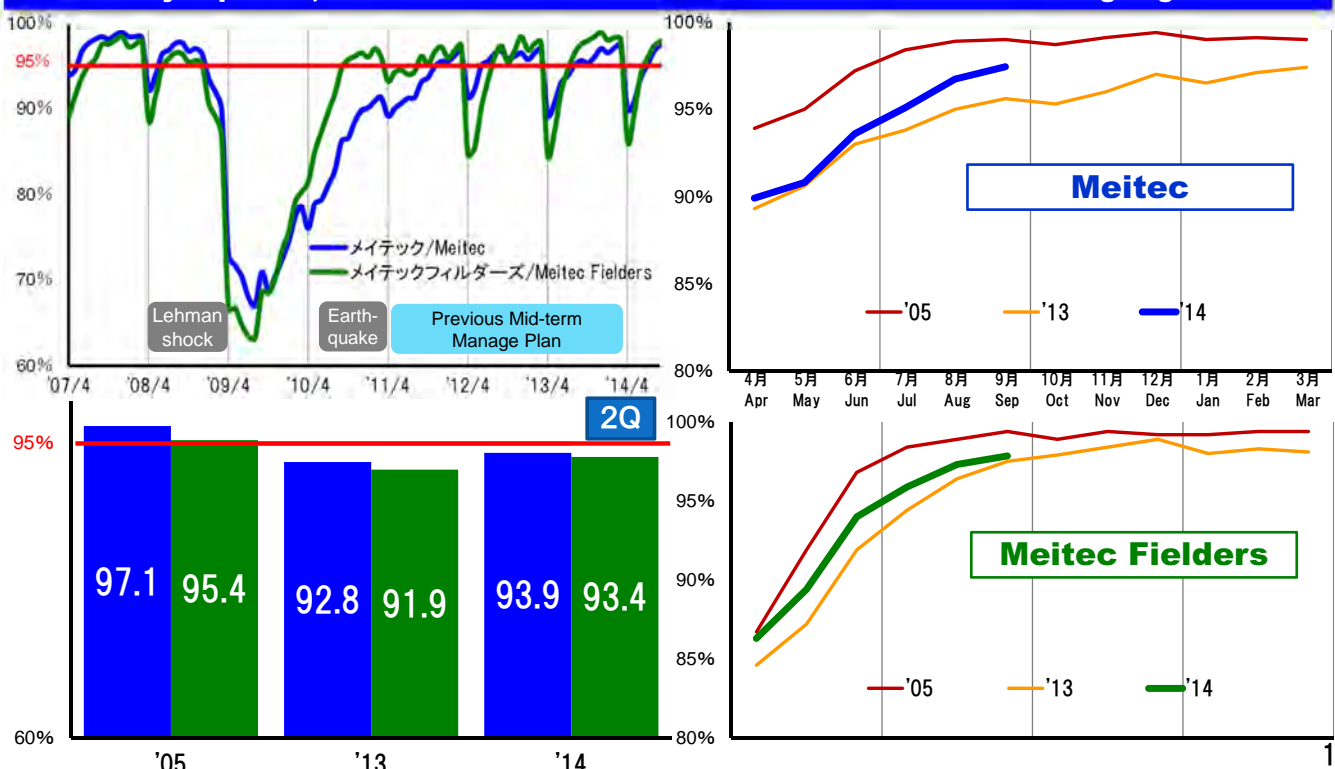 100%
95%
90%
80%
70%
60%
メイテック/Meitec
メイテックフィルダーズ/Meitec Fielders
Lehman
shock
Earth-
quake
Previous Mid-term
Manage Plan
'07/4 '08/4 '09/4 '10/4 '11/4 '12/4 '13/4 '14/4
100%
95%
90%
85%
80%
Meitec
'05 '13 '14
4月 5月 6月 7月 8月 9月 10月 11月 12月 1月 2月 3月
Apr May Jun Jul Aug Sep Oct Nov Dec Jan Feb Mar
2Q
95%
60%
97.1 95.4 92.8 91.9 93.9 93.4
'05 '13 '14
100%
95%
90%
85%
80%
Meitec Fielders
'05 '13 '14
1